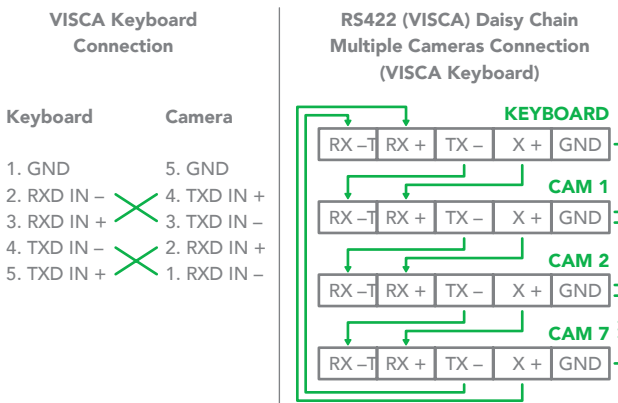 VISCA Keyboard
Connection
Keyboard Camera
1. GND 5. GND
2. RXD IN – 4. TXD IN +
3. RXD IN + 3. TXD IN –
4. TXD IN – 2. RXD IN +
5. TXD IN + 1. RXD IN –
RS422 (VISCA) Daisy Chain
Multiple Cameras Connection
(VISCA Keyboard)
KEYBOARD
RX –T RX + TX – X + GND
CAM 1
RX –T RX + TX – X + GND
CAM 2
RX –T RX + TX – X + GND
CAM 7
RX –T RX + TX – X + GND